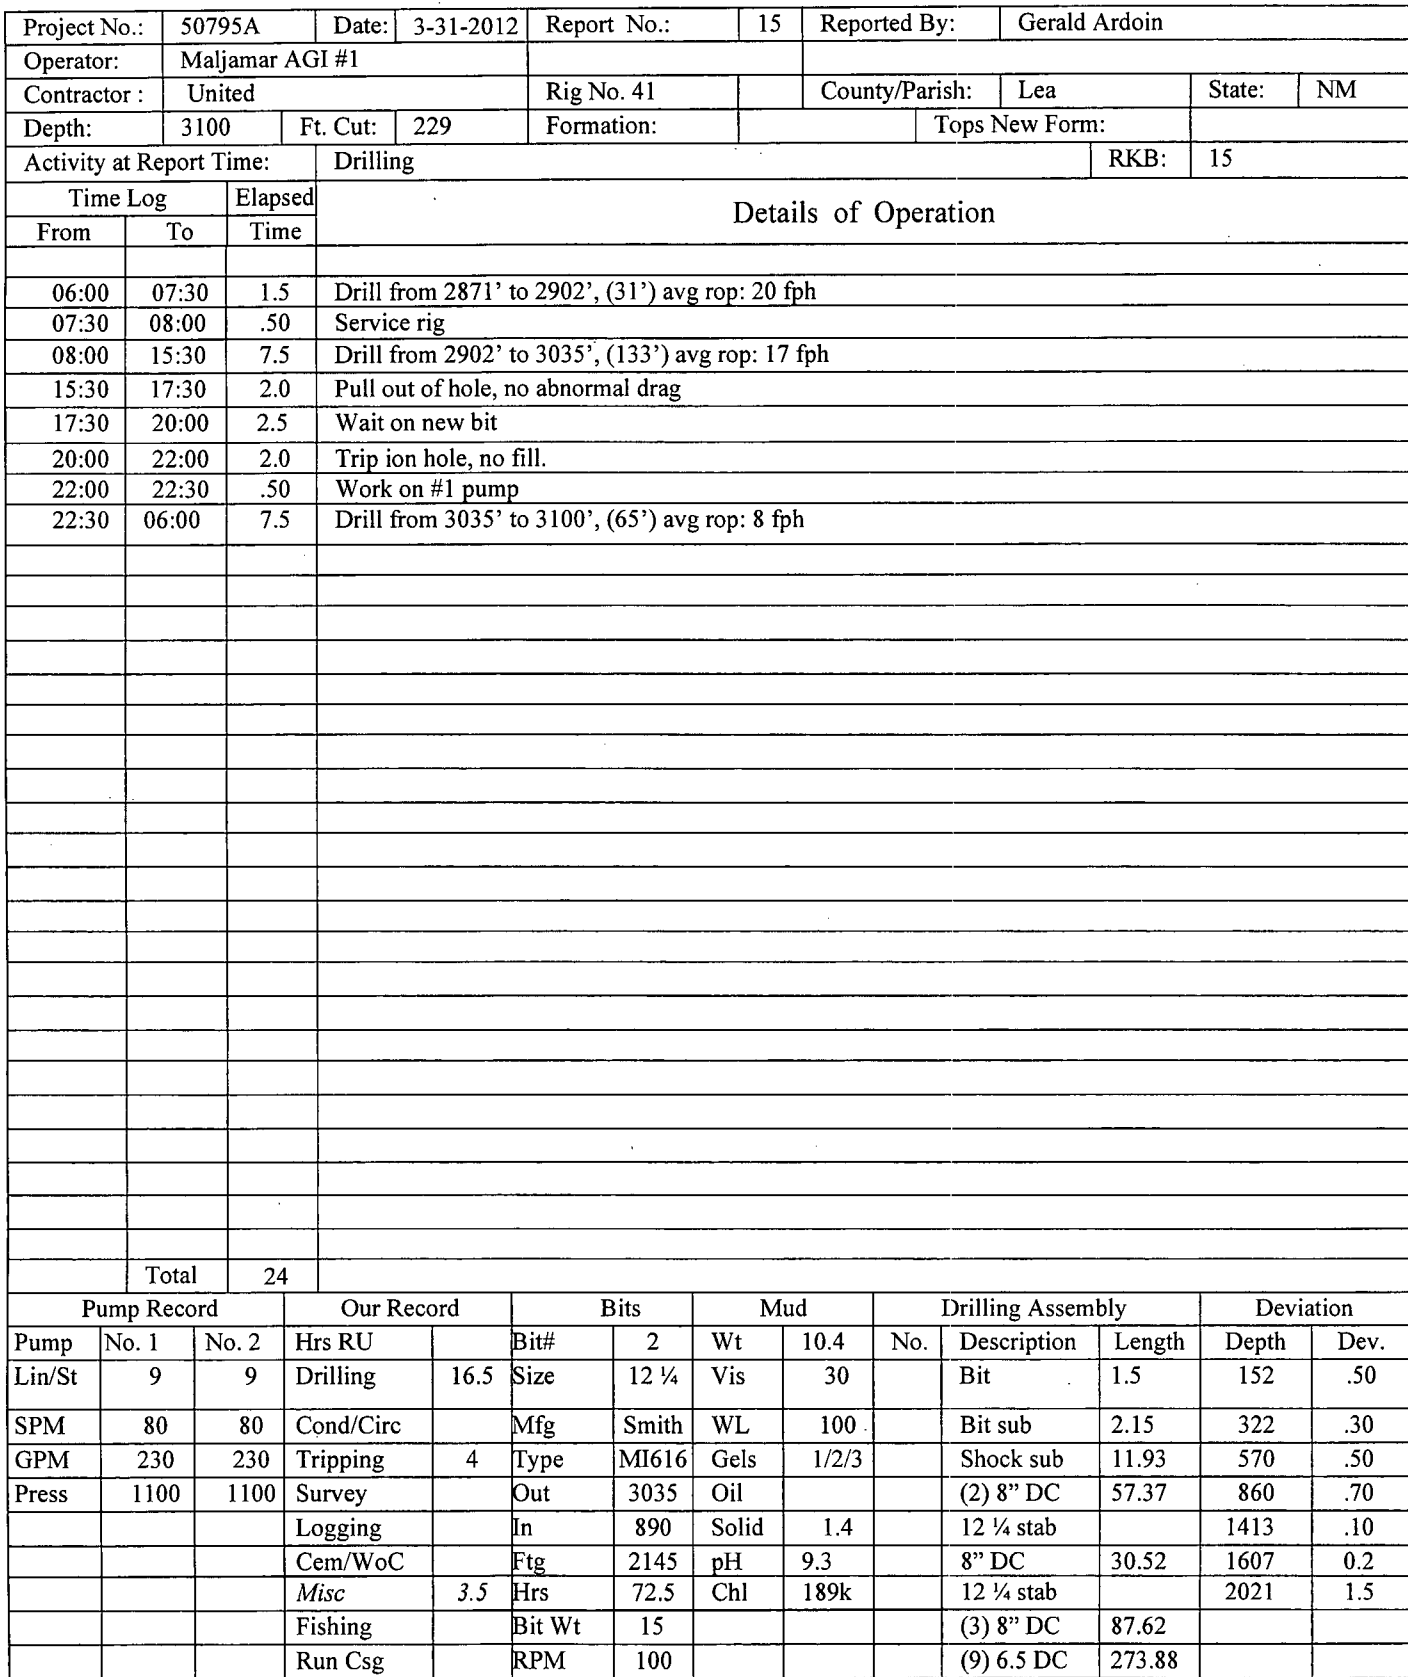 Project No.: 50795A Date: 3-31-2012 Report No.: 15 Reported By: Gerald Ardoin
Operator: Maljamar AGI #1
Contractor : United Rig No. 41 County/Parish: Lea State: NM
Depth: 3100 Ft. Cut: 229 Formation: Tops New Form:
Activity at Report Time: Drilling RKB: 15
Time Log Elapsed Details of Operation
From To Time
06:00 07:30 1.5 Drill from 2871’ to 2902’, (31’) avg rop: 20 fph
07:30 08:00 .50 Service rig
08:00 15:30 7.5 Drill from 2902’ to 3035’, (133’) avg rop: 17 fph
15:30 17:30 2.0 Pull out of hole, no abnormal drag
17:30 20:00 2.5 Wait on new bit
20:00 22:00 2.0 Trip ion hole, no fill.
22:00 22:30 .50 Work on #1 pump
22:30 06:00 7.5 Drill from 3035’ to 3100’, (65’) avg rop: 8 fph
Total 24
Pump Record Our Record Bits Mud Drilling Assembly Deviation
Pump No. 1 No. 2 Hrs RU Bit# 2 Wt 10.4 No. Description Length Depth Dev.
Lin/St 9 9 Drilling 16.5 Size 12 ¼ Vis 30 Bit 1.5 152 .50
SPM 80 80 Cond/Circ Mfg Smith WL 100 Bit sub 2.15 322 .30
GPM 230 230 Tripping 4 Type MI616 Gels 1/2/3 Shock sub 11.93 570 .50
Press 1100 1100 Survey Out 3035 Oil (2) 8” DC 57.37 860 .70
Logging In 890 Solid 1.4 12 ¼ stab 1413 .10
Cem/WoC Ftg 2145 pH 9.3 8” DC 30.52 1607 0.2
Misc 3.5 Hrs 72.5 Chl 189k 12 ¼ stab 2021 1.5
Fishing Bit Wt 15 (3) 8” DC 87.62
Run Csg RPM 100 (9) 6.5 DC 273.88